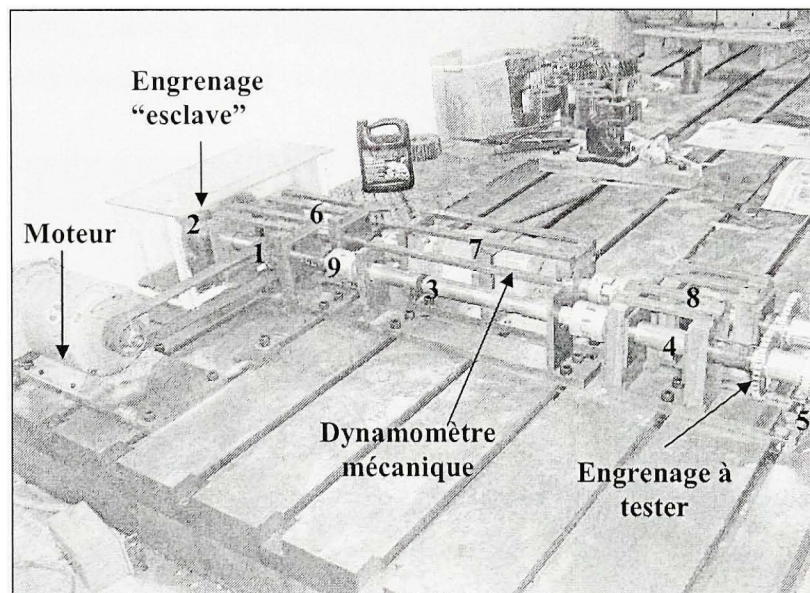 Engrenage
“esclave”
2
Moteur
6
1
7
9
3
8
4
5
Dynamomètre
mécanique
Engrenage à
tester